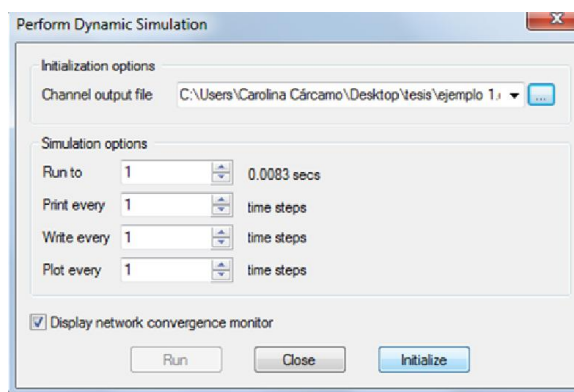 Perform Dynamic Simulation
Initialization options
Channel output file C:\Users\Carolina Cárcamo\Desktop\tesis\ejemplo 1. ...
Simulation options
Run to 1 0.0083 secs
Print every 1 time steps
Write every 1 time steps
Plot every 1 time steps
Display network convergence monitor
Run Close Initialize